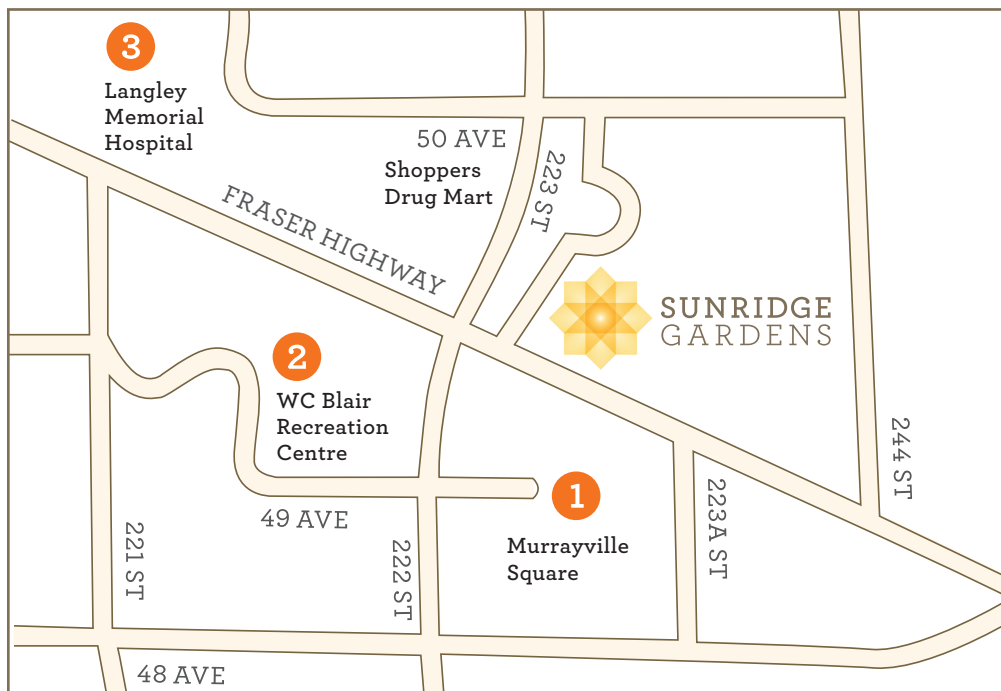 3
Langley
Memorial
Hospital
50 AVE
Shoppers
Drug Mart
223 ST
FRASER HIGHWAY
SUNRIDGE
GARDENS
2
WC Blair
Recreation
Centre
244 ST
1
49 AVE
Murrayville
Square
221 ST
222 ST
223A ST
48 AVE